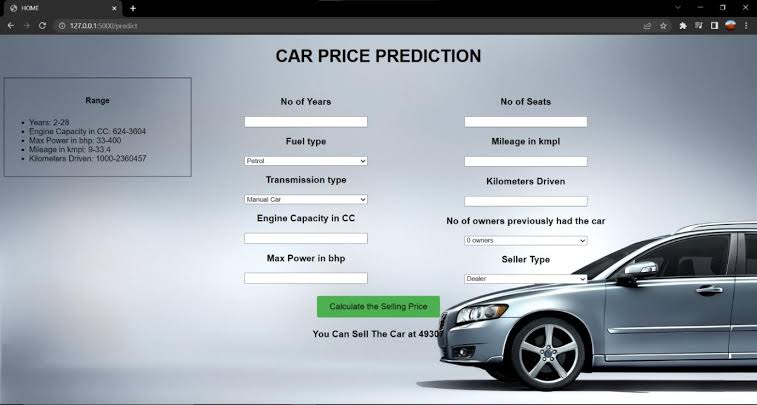 HOME
127.0.0.1:5000/predict
CAR PRICE PREDICTION
Range
Years: 2-28
Engine Capacity in CC: 624-3604
Max Power in bhp: 33-400
Mileage in kmpl: 9-33.4
Kilometers Driven: 1000-2360457
No of Years
No of Seats
Fuel type
Petrol
Mileage in kmpl
Transmission type
Manual Car
Kilometers Driven
Engine Capacity in CC
No of owners previously had the car
0 owners
Max Power in bhp
Seller Type
Dealer
Calculate the Selling Price
You Can Sell The Car at 49307